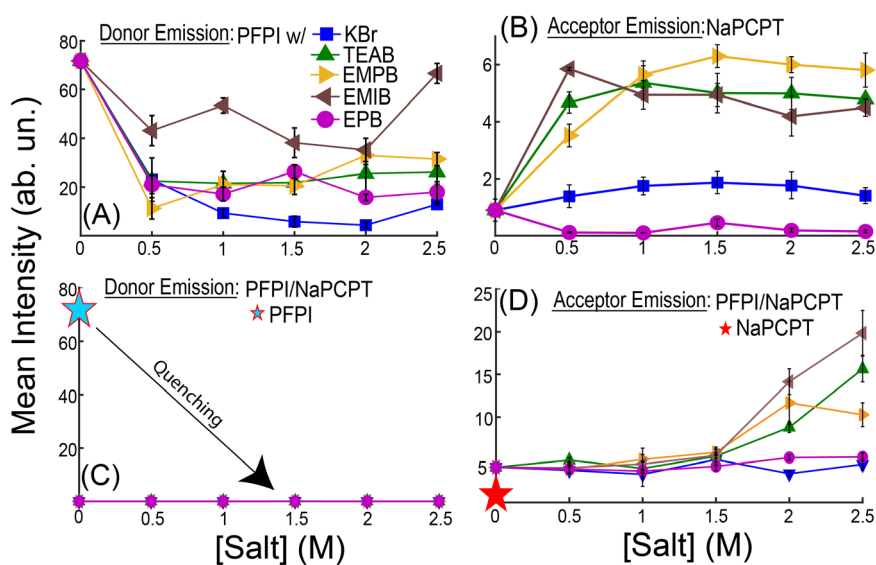 Donor Emission: PFPI w/
KBr
TEAB
EMPB
EMIB
EPB
80
60
40
20
(A)
0 0.5 1 1.5 2 2.5
(B) Acceptor Emission: NaPCPT
6
4
2
0
0 0.5 1 1.5 2 2.5
Mean Intensity (ab. un.)
Donor Emission: PFPI/NaPCPT
PFPI
80
60
40
20
Quenching
(C)
0 0.5 1 1.5 2 2.5
[Salt] (M)
(D) Acceptor Emission: PFPI/NaPCPT
NaPCPT
25
20
15
10
5
0 0.5 1 1.5 2 2.5
[Salt] (M)